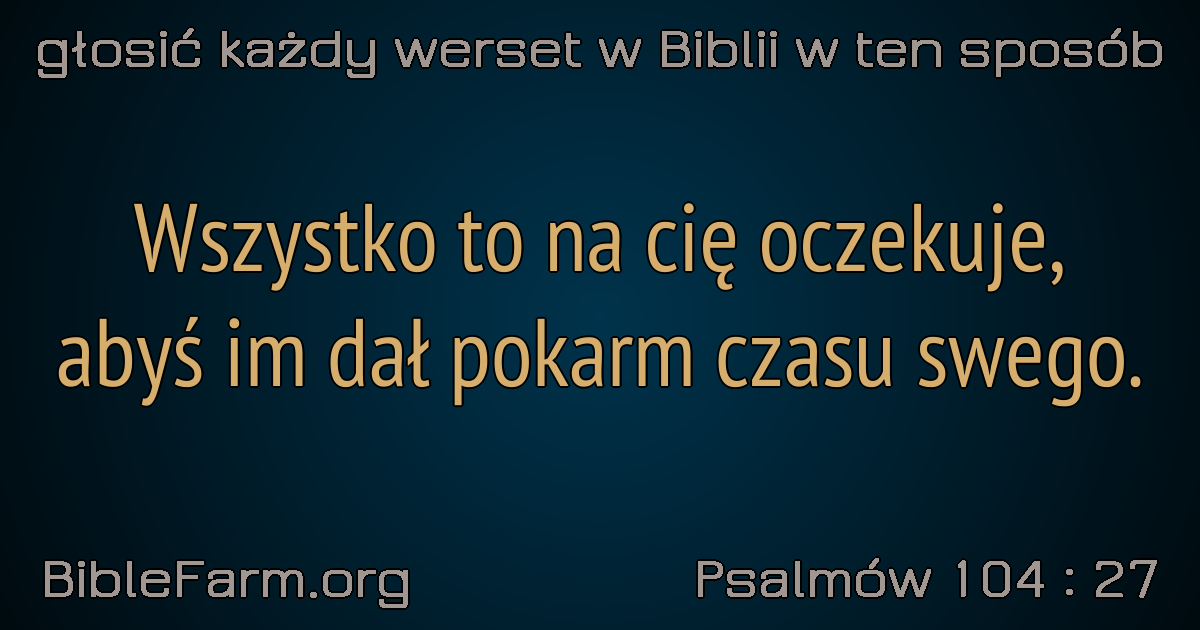 głosić każdy werset w Biblii w ten sposób
Wszystko to na cię oczekuje,
abyś im dał pokarm czasu swego.
BibleFarm.org
Psalmów 104 : 27